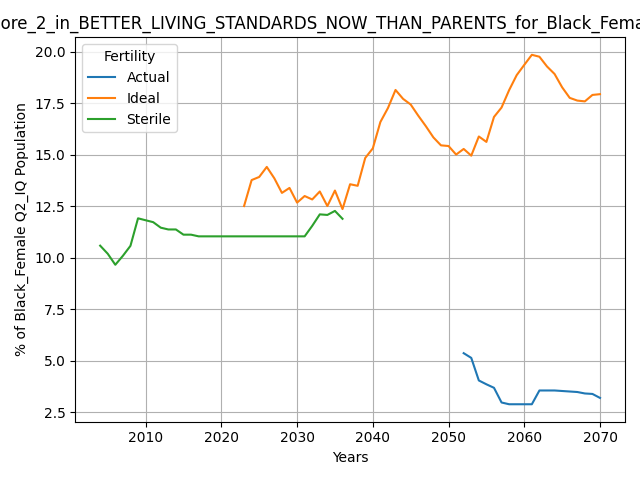 ore_2_in_BETTER_LIVING_STANDARDS_NOW_THAN_PARENTS_for_Black_Fema
Fertility
Actual
Ideal
Sterile
20.0
17.5
15.0
12.5
10.0
7.5
5.0
2.5
% of Black_Female Q2_IQ Population
2010 2020 2030 2040 2050 2060 2070
Years